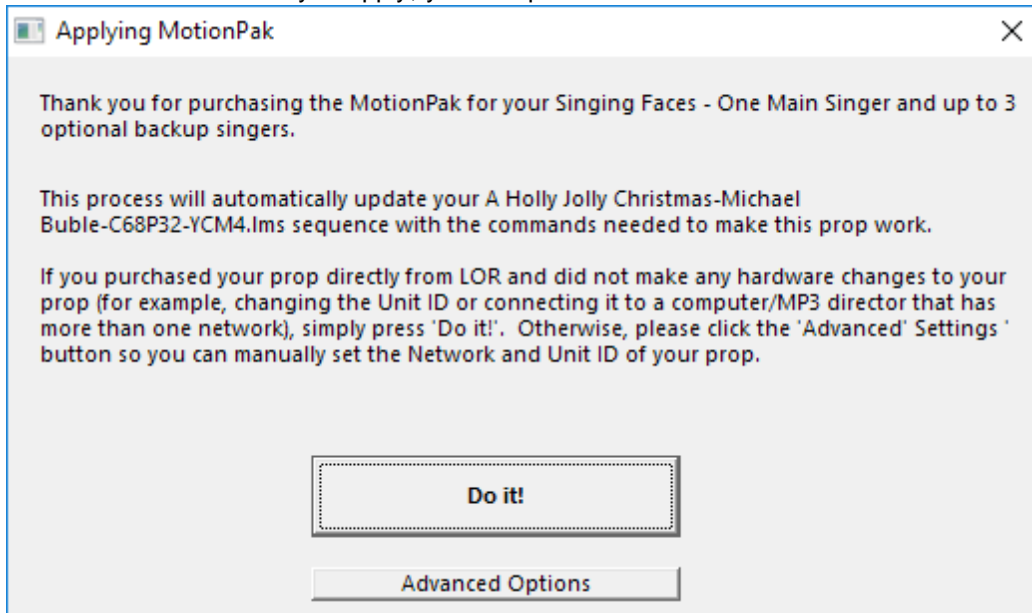 Applying MotionPak
Thank you for purchasing the MotionPak for your Singing Faces - One Main Singer and up to 3
optional backup singers.
This process will automatically update your A Holly Jolly Christmas-Michael
Buble-C68P32-YCM4.lms sequence with the commands needed to make this prop work.
If you purchased your prop directly from LOR and did not make any hardware changes to your
prop (for example, changing the Unit ID or connecting it to a computer/MP3 director that has
more than one network), simply press 'Do it!'.  Otherwise, please click the 'Advanced' Settings '
button so you can manually set the Network and Unit ID of your prop.
Do it!
Advanced Options